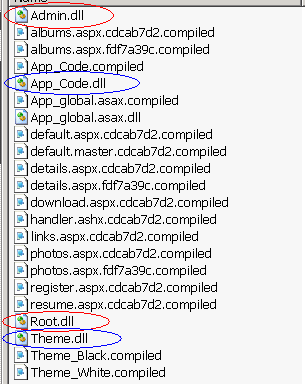 Admin.dll
albums.aspx.cdcab7d2.compiled
albums.aspx.fdf7a39c.compiled
App_Code.compiled
App_Code.dll
App_global.asax.compiled
App_global.asax.dll
default.aspx.cdcab7d2.compiled
default.master.cdcab7d2.compiled
details.aspx.cdcab7d2.compiled
details.aspx.fdf7a39c.compiled
download.aspx.cdcab7d2.compiled
handler.ashx.cdcab7d2.compiled
links.aspx.cdcab7d2.compiled
photos.aspx.cdcab7d2.compiled
photos.aspx.fdf7a39c.compiled
register.aspx.cdcab7d2.compiled
resume.aspx.cdcab7d2.compiled
Root.dll
Theme.dll
Theme_Black.compiled
Theme_White.compiled